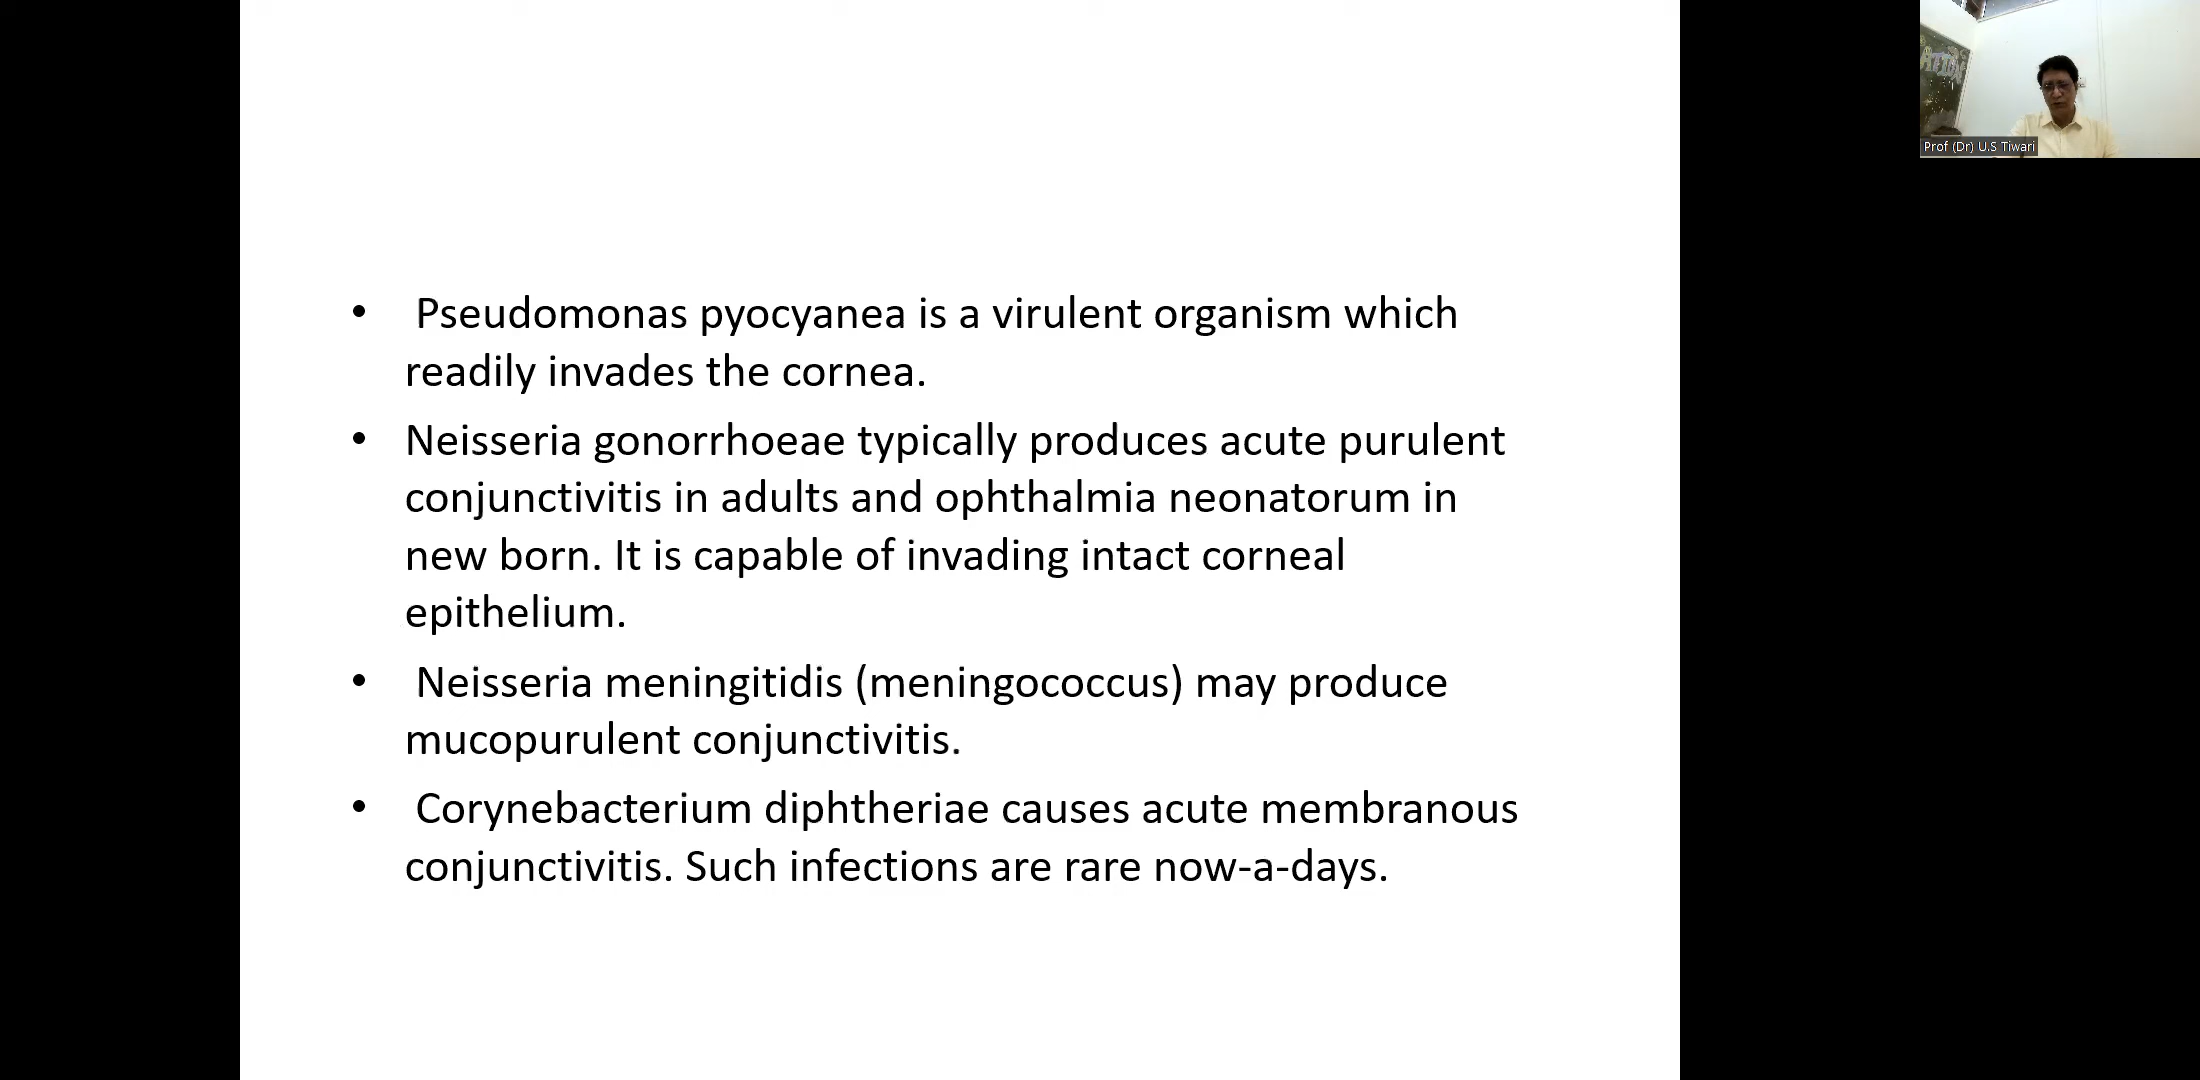 • Pseudomonas pyocyanea is a virulent organism which
readily invades the cornea.
• Neisseria gonorrhoeae typically produces acute purulent
conjunctivitis in adults and ophthalmia neonatorum in
new born. It is capable of invading intact corneal
epithelium.
• Neisseria meningitidis (meningococcus) may produce
mucopurulent conjunctivitis.
• Corynebacterium diphtheriae causes acute membranous
conjunctivitis. Such infections are rare now-a-days.
Prof (Dr) U.S Tiwari